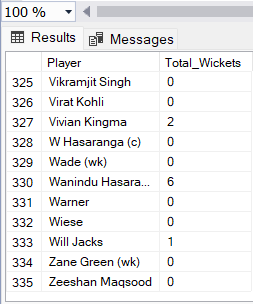 100 %
Results Messages
Player Total_Wickets
325 Vikramjit Singh 0
326 Virat Kohli 0
327 Vivian Kingma 2
328 W Hasaranga (c) 0
329 Wade (wk) 0
330 Wanindu Hasara... 6
331 Warner 0
332 Wiese 0
333 Will Jacks 1
334 Zane Green (wk) 0
335 Zeeshan Maqsood 0